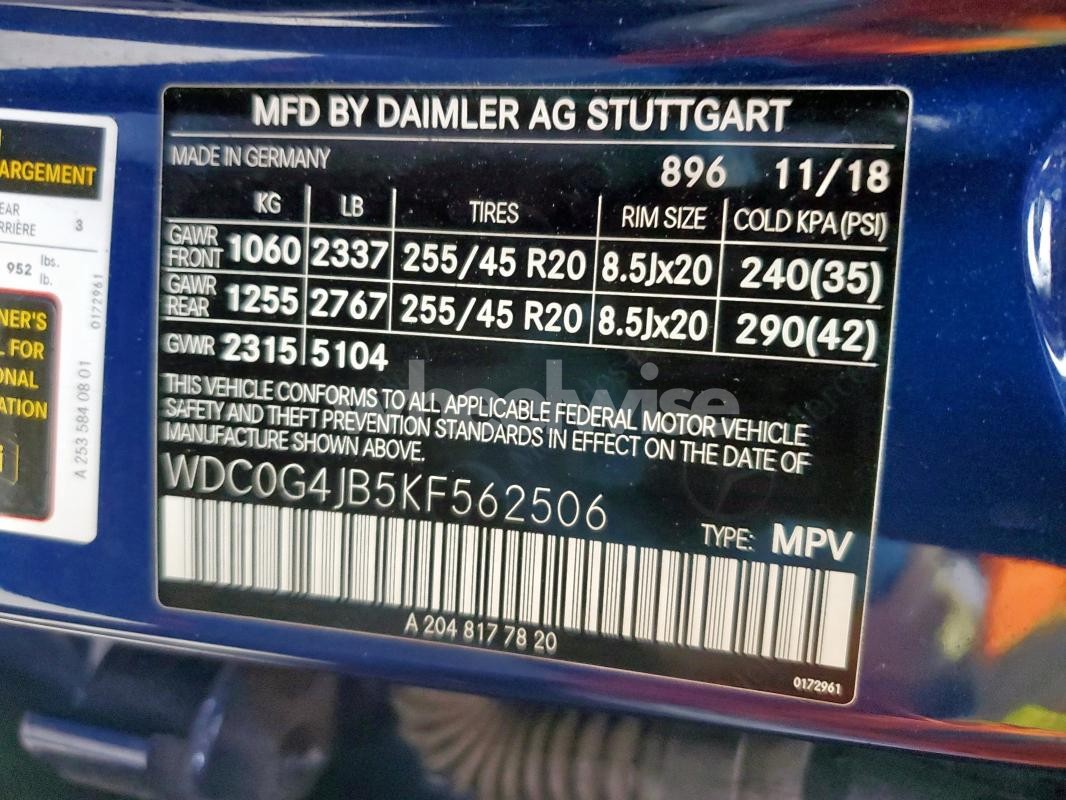 MFD BY DAIMLER AG STUTTGART
MADE IN GERMANY 896 11/18
KG LB TIRES RIM SIZE COLD KPA (PSI)
GAWR FRONT 1060 2337 255/45 R20 8.5Jx20 240(35)
GAWR REAR 1255 2767 255/45 R20 8.5Jx20 290(42)
GVWR 2315 5104
THIS VEHICLE CONFORMS TO ALL APPLICABLE FEDERAL MOTOR VEHICLE
SAFETY AND THEFT PREVENTION STANDARDS IN EFFECT ON THE DATE OF
MANUFACTURE SHOWN ABOVE.
WDC0G4JB5KF562506
TYPE: MPV
A 204 817 78 20
0172961
ARGEMENT
3
952 lbs.
lb.
NER'S
FOR
ONAL
ATION
A 253 584 08 01
0172961